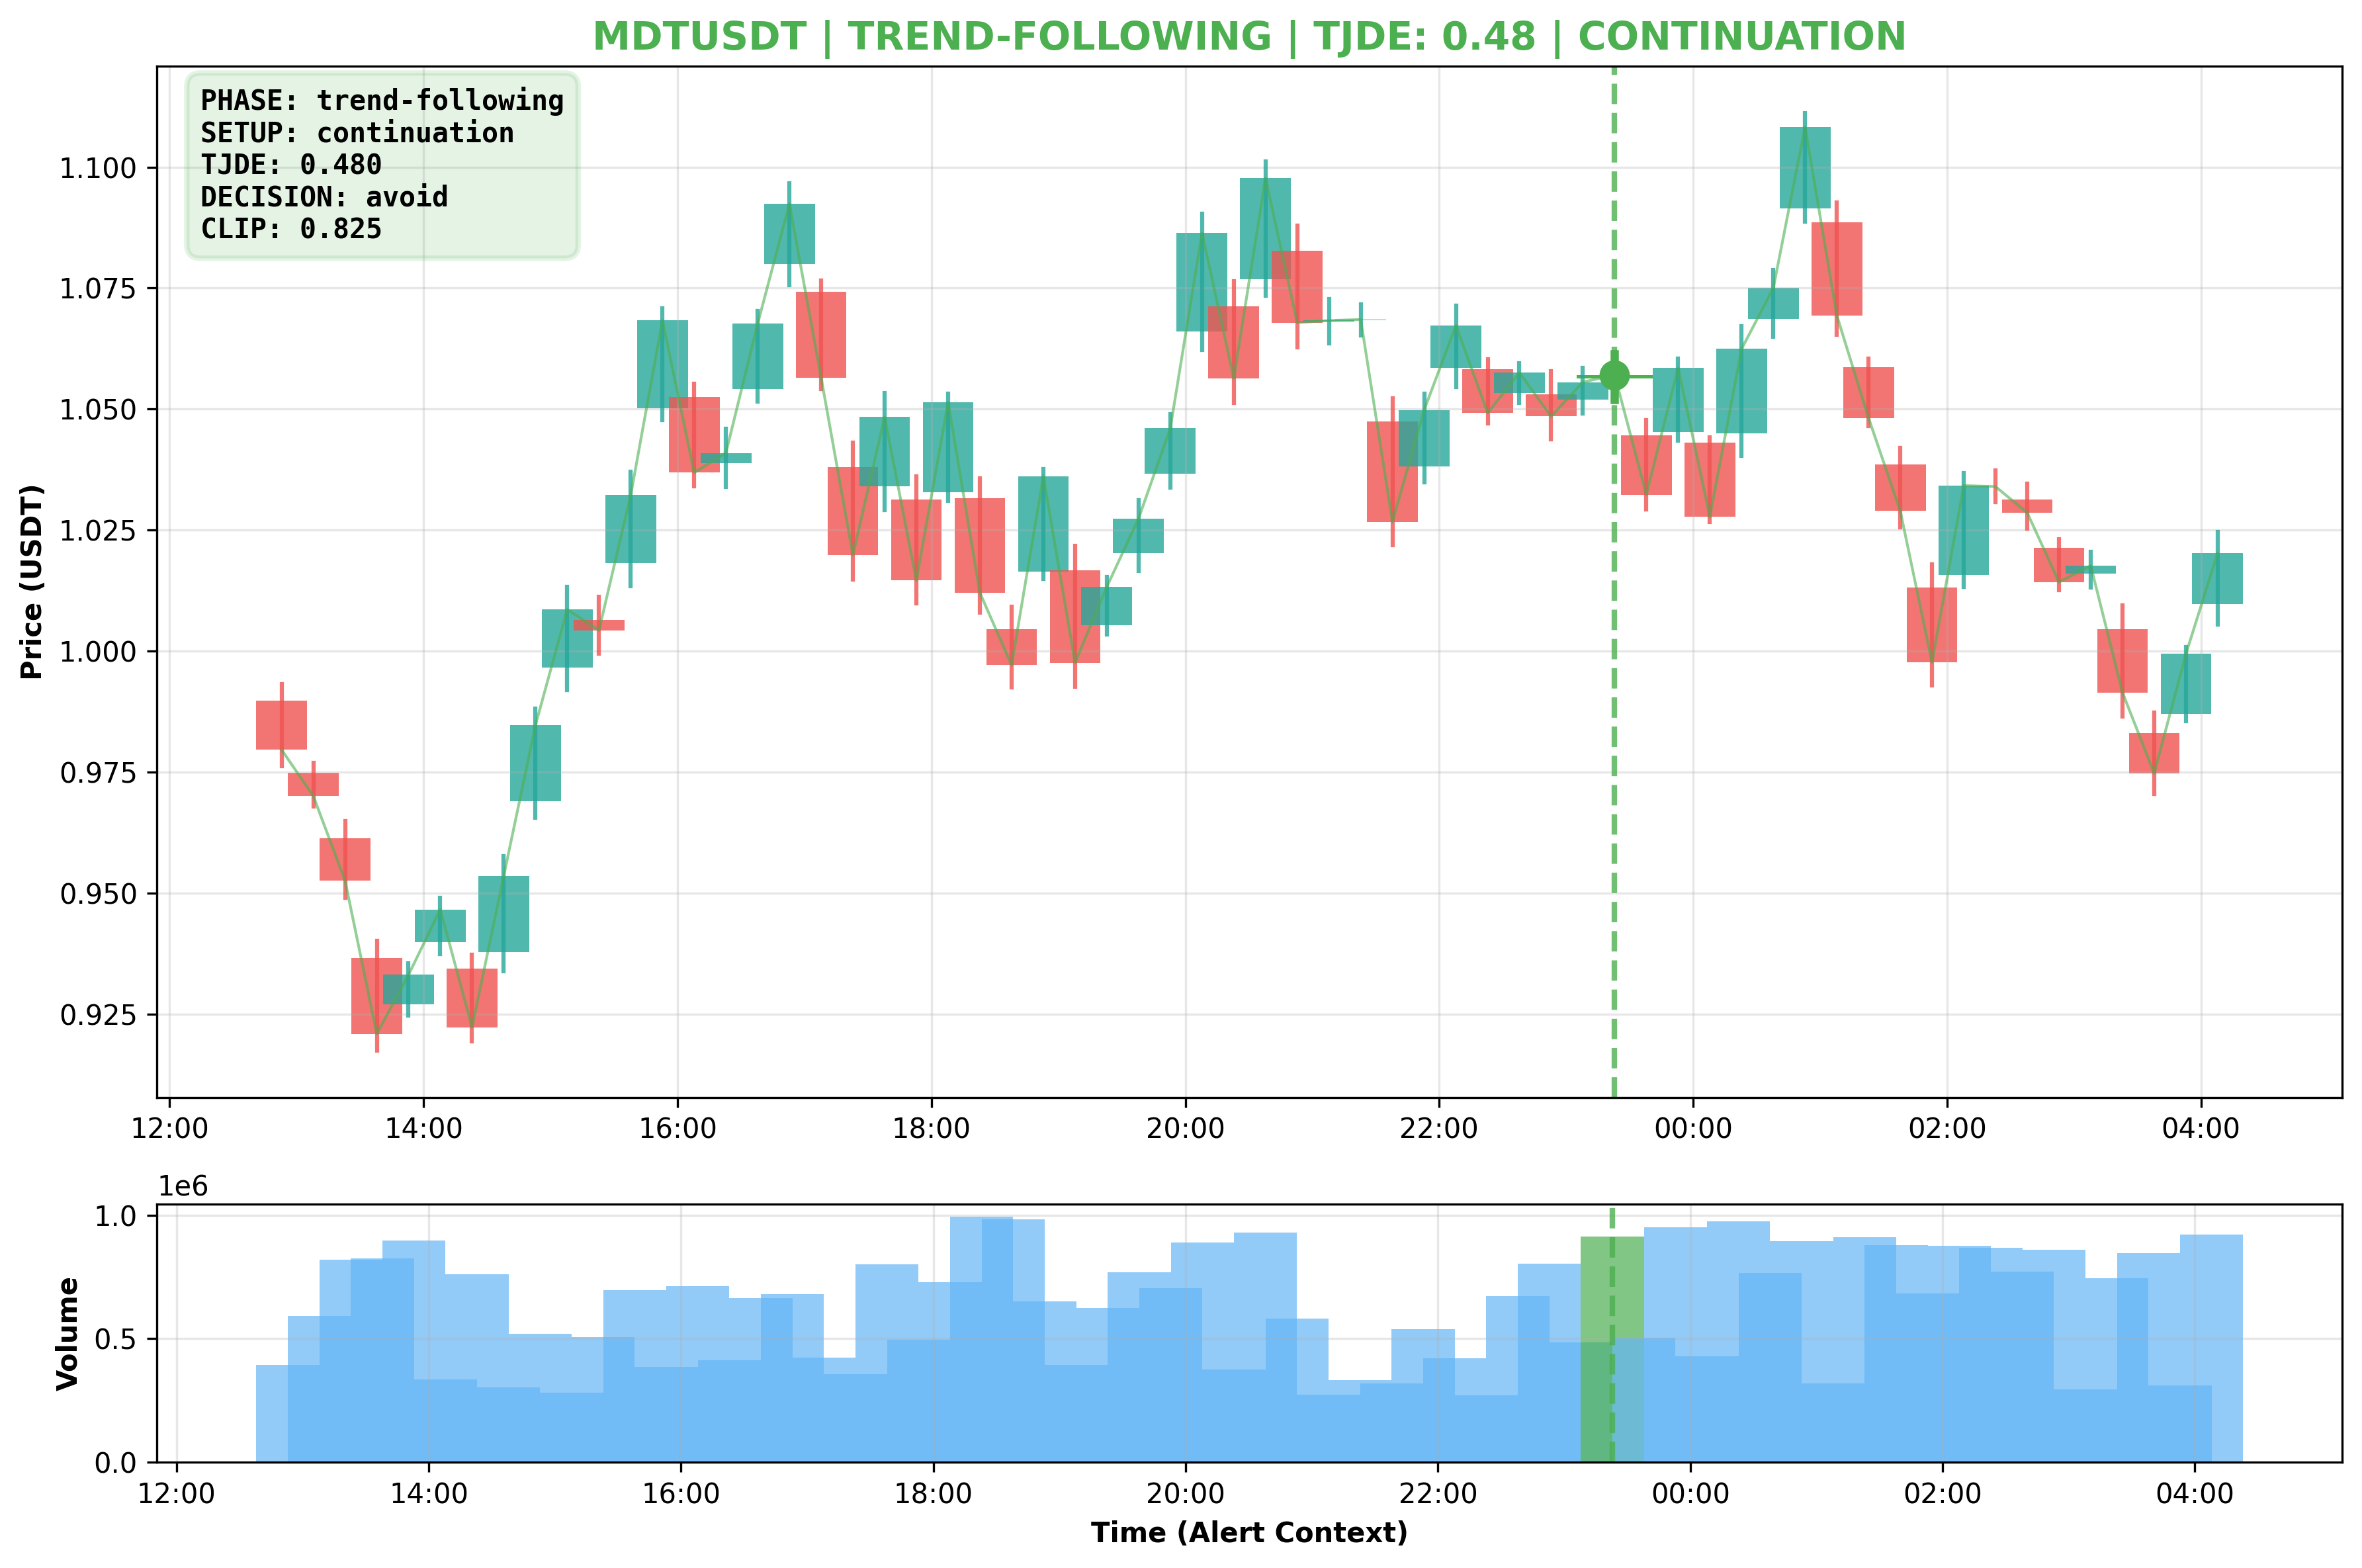 MDTUSDT | TREND-FOLLOWING | TJDE: 0.48 | CONTINUATION
PHASE: trend-following
SETUP: continuation
TJDE: 0.480
DECISION: avoid
CLIP: 0.825
Price (USDT)
1.100
1.075
1.050
1.025
1.000
0.975
0.950
0.925
12:00 14:00 16:00 18:00 20:00 22:00 00:00 02:00 04:00
1e6
Volume
1.0
0.5
0.0
12:00 14:00 16:00 18:00 20:00 22:00 00:00 02:00 04:00
Time (Alert Context)